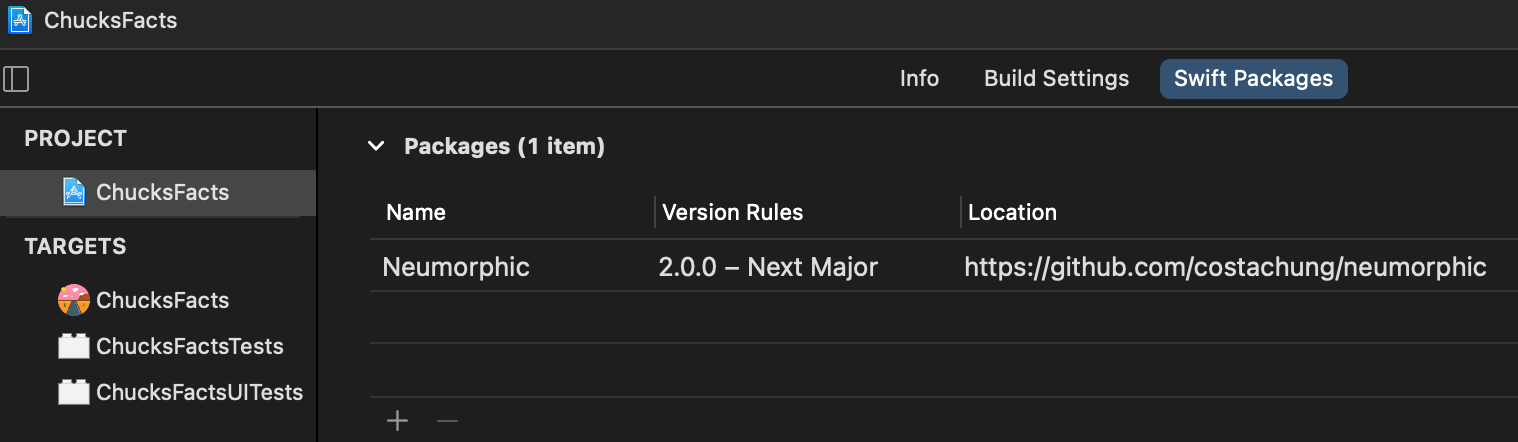 ChucksFacts
Info Build Settings Swift Packages
PROJECT
ChucksFacts
TARGETS
ChucksFacts
ChucksFactsTests
ChucksFactsUITests
Packages (1 item)
Name Version Rules Location
Neumorphic 2.0.0 – Next Major https://github.com/costachung/neumorphic